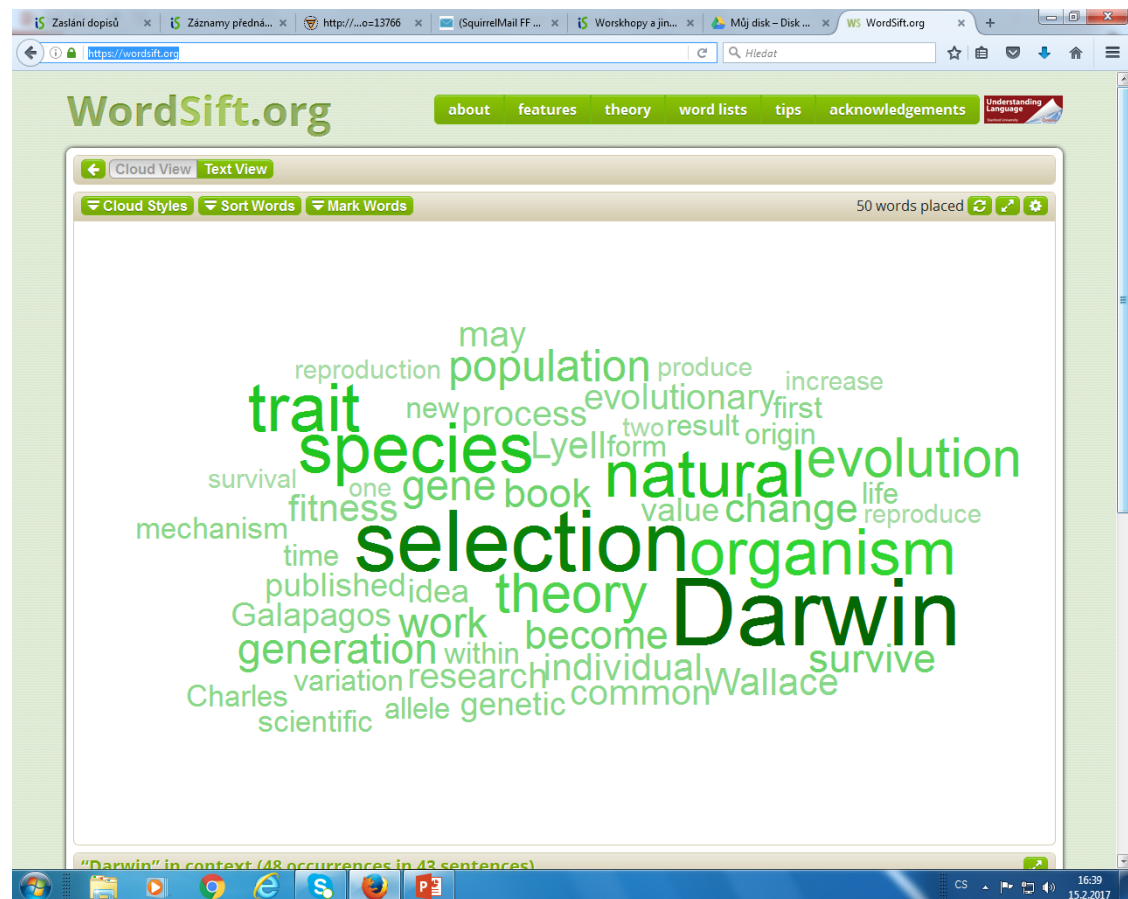 Zaslání dopisů
Záznamy předná...
http://...o=13766
(SquirrelMail FF ...
Worskhopy a jin...
Můj disk – Disk ...
WS WordSift.org
https://wordsift.org
Hledat
WordSift.org
about features theory word lists tips acknowledgements
Understanding
Language
Cloud View Text View
Cloud Styles Sort Words Mark Words 50 words placed
may
reproduction population produce increase
trait new process evolutionary first
species Lyell form two result origin
survival one gene book natural evolution
fitness value change life reproduce
mechanism selection organism
time
published idea theory Darwin
Galapagos work become
generation within individual survive
Charles variation research common Wallace
scientific allele genetic
"Darwin" in context (48 occurrences in 43 sentences)
CS 16:39
15.2.2017